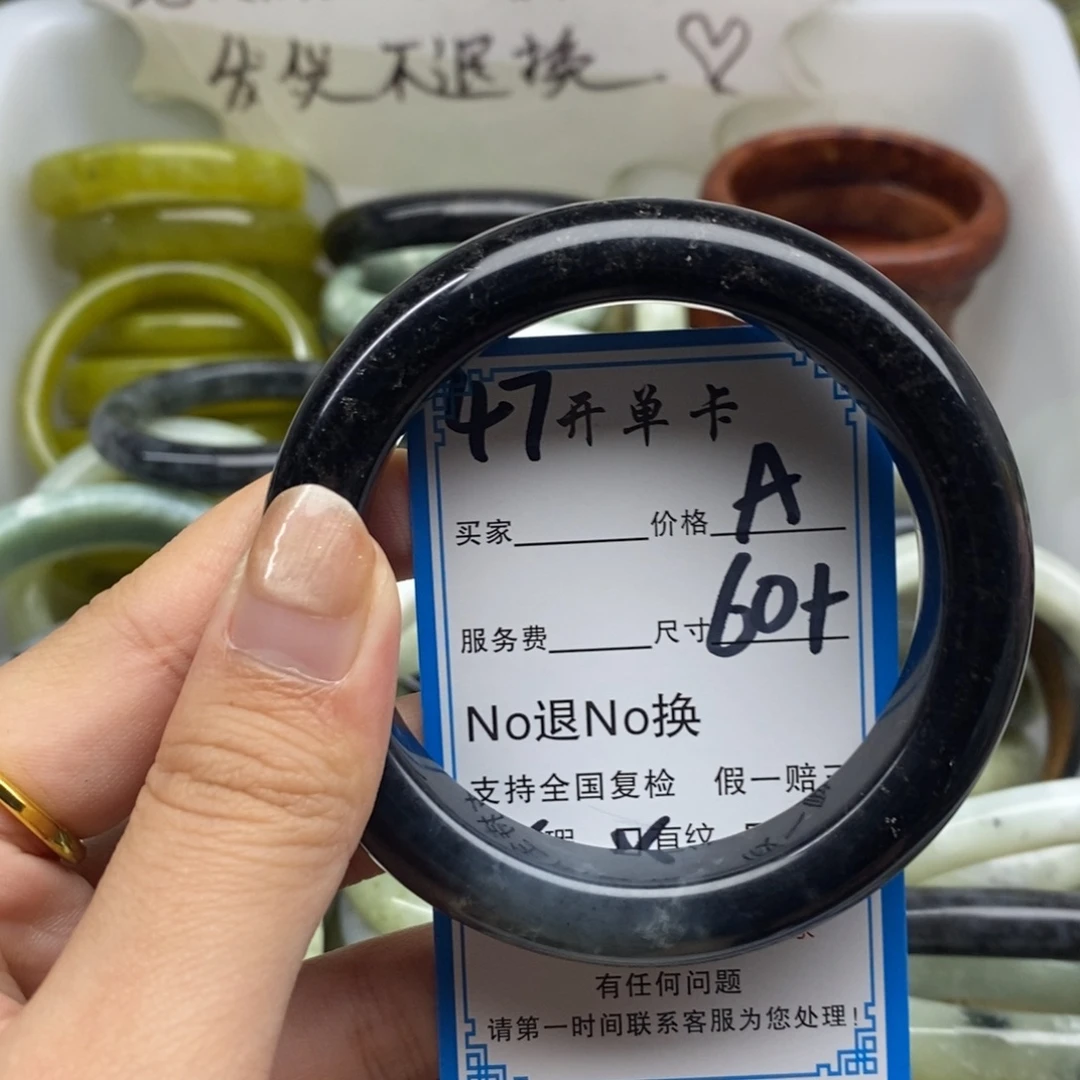 不退换
47开单卡
A
买家 价格
60+
服务费 尺寸
No退No换
支持全国复检 假一赔
有纹
有任何问题
请第一时间联系客服为您处理!